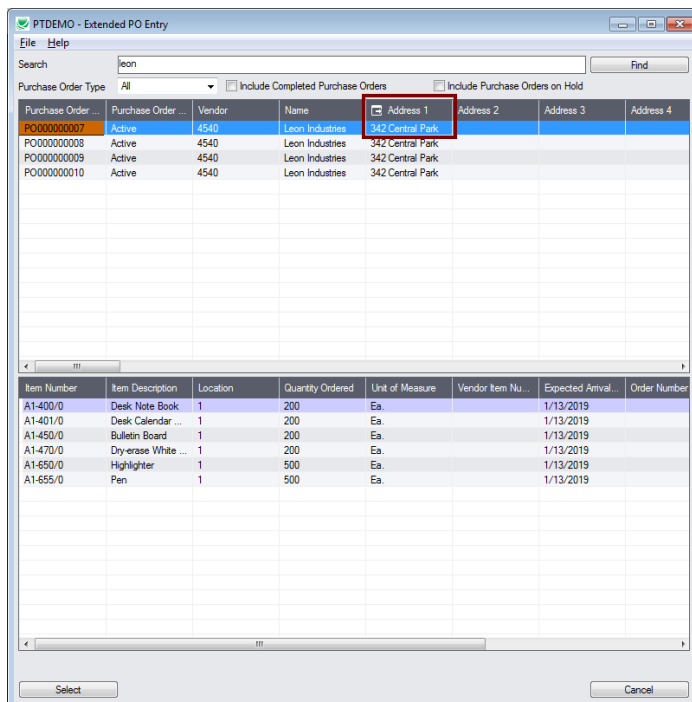 PTDEMO - Extended PO Entry
File Help
Search leon Find
Purchase Order Type All Include Completed Purchase Orders Include Purchase Orders on Hold
Purchase Order ... Purchase Order ... Vendor Name Address 1 Address 2 Address 3 Address 4
PO000000007 Active 4540 Leon Industries 342 Central Park
PO000000008 Active 4540 Leon Industries 342 Central Park
PO000000009 Active 4540 Leon Industries 342 Central Park
PO000000010 Active 4540 Leon Industries 342 Central Park
Item Number Item Description Location Quantity Ordered Unit of Measure Vendor Item Nu... Expected Arrival... Order Number
A1-400/0 Desk Note Book 1 200 Ea. 1/13/2019
A1-401/0 Desk Calendar ... 1 200 Ea. 1/13/2019
A1-450/0 Bulletin Board 1 200 Ea. 1/13/2019
A1-470/0 Dry-erase White ... 1 200 Ea. 1/13/2019
A1-650/0 Highlighter 1 500 Ea. 1/13/2019
A1-655/0 Pen 1 500 Ea. 1/13/2019
Select Cancel